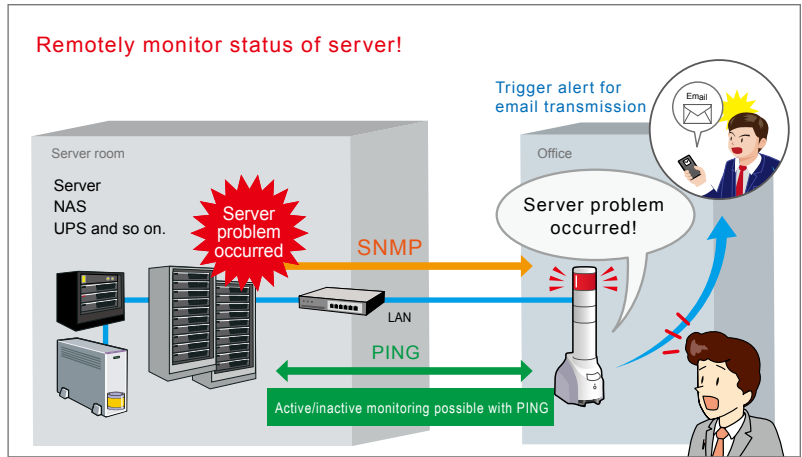 Remotely monitor status of server!
Trigger alert for
email transmission
Email
Server room
Office
Server
NAS
UPS and so on.
Server
problem
occurred
Server problem
occurred!
SNMP
LAN
PING
Active/inactive monitoring possible with PING